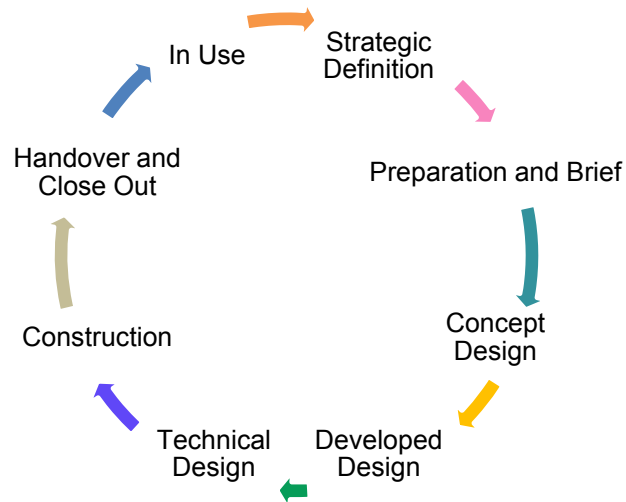 Strategic
Definition
Preparation and Brief
Concept
Design
Developed
Design
Technical
Design
Construction
Handover and
Close Out
In Use